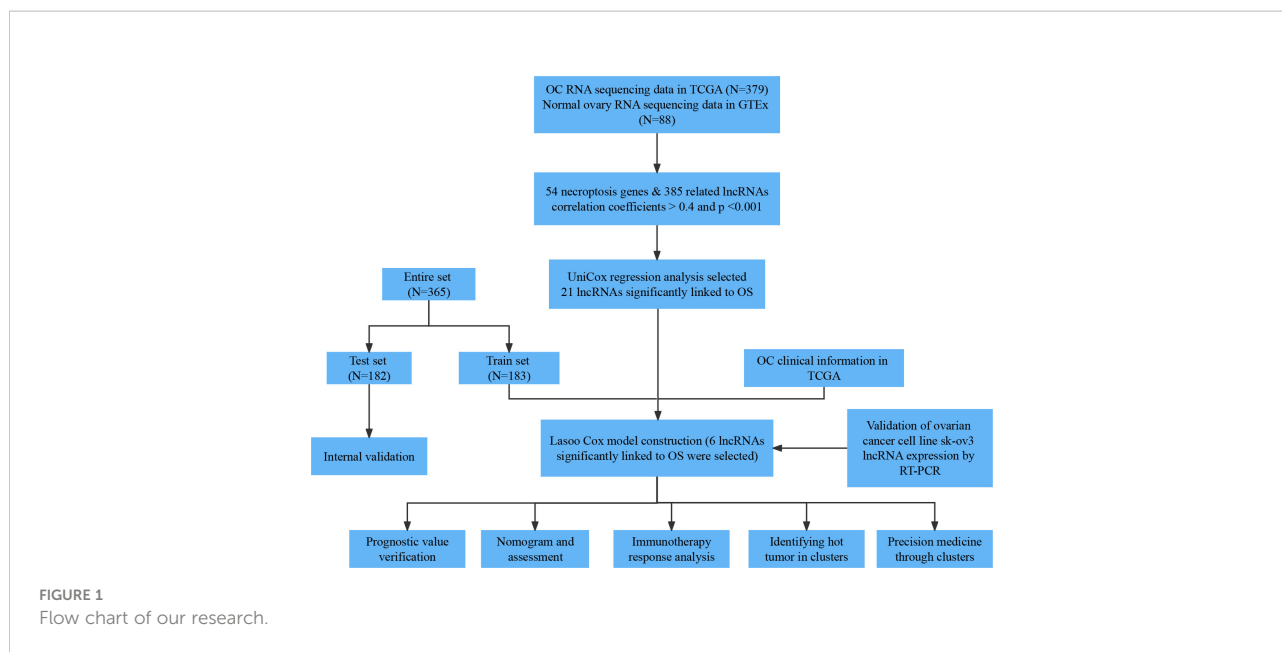 OC RNA sequencing data in TCGA (N=379)
Normal ovary RNA sequencing data in GTEx
(N=88)
54 necroptosis genes & 385 related lncRNAs
correlation coefficients > 0.4 and p <0.001
UniCox regression analysis selected
21 lncRNAs significantly linked to OS
Entire set
(N=365)
Test set
(N=182)
Train set
(N=183)
OC clinical information in
TCGA
Internal validation
Lasoo Cox model construction (6 lncRNAs
significantly linked to OS were selected)
Validation of ovarian
cancer cell line sk-ov3
lncRNA expression by
RT-PCR
Prognostic value
verification
Nomogram and
assessment
Immunotherapy
response analysis
Identifying hot
tumor in clusters
Precision medicine
through clusters
FIGURE 1
Flow chart of our research.